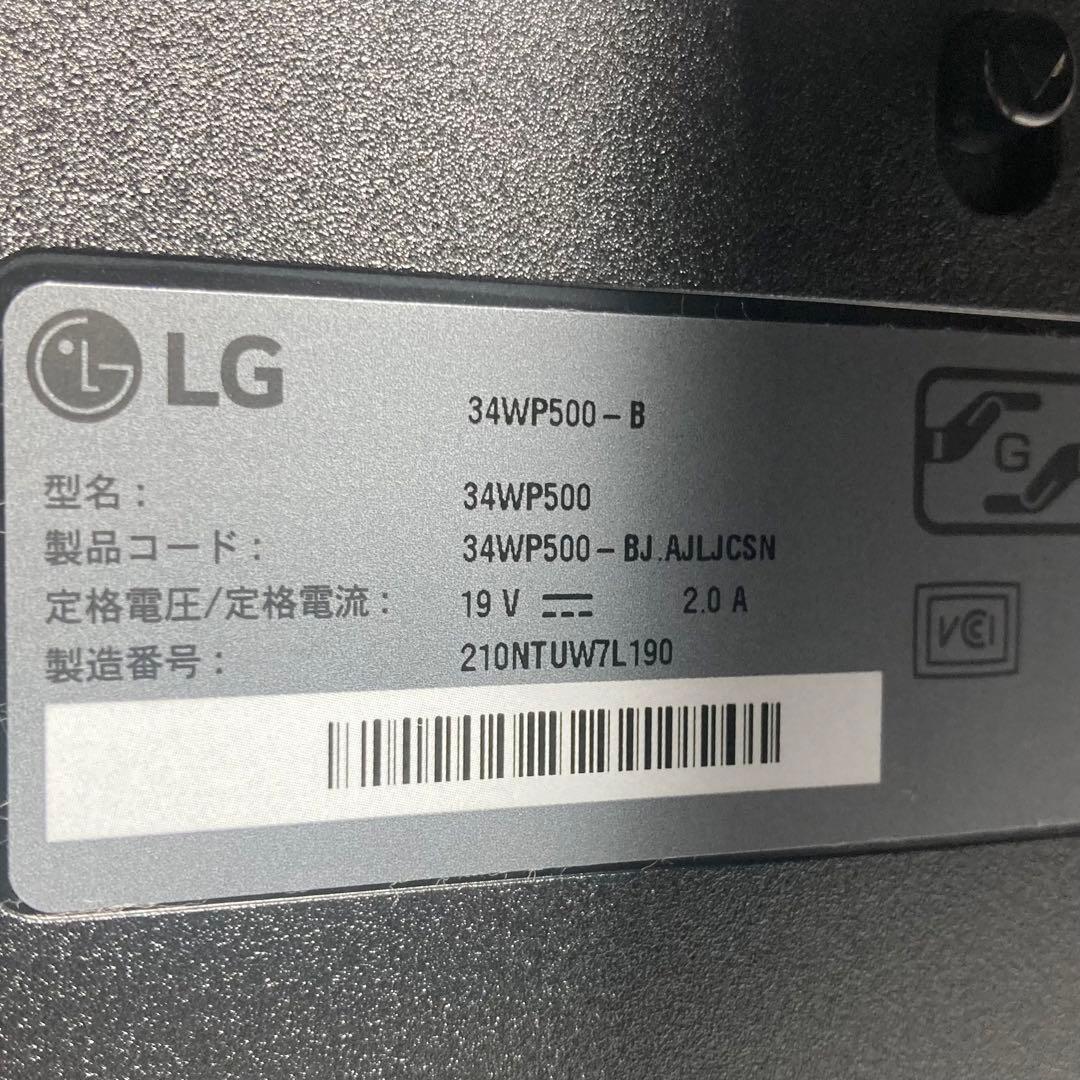 LG
34WP500-B
型名: 34WP500
製品コード: 34WP500-BJ.AJLJCSN
定格電圧/定格電流: 19 V ⎓ 2.0 A
製造番号: 210NTUW7L190
G
VCCI